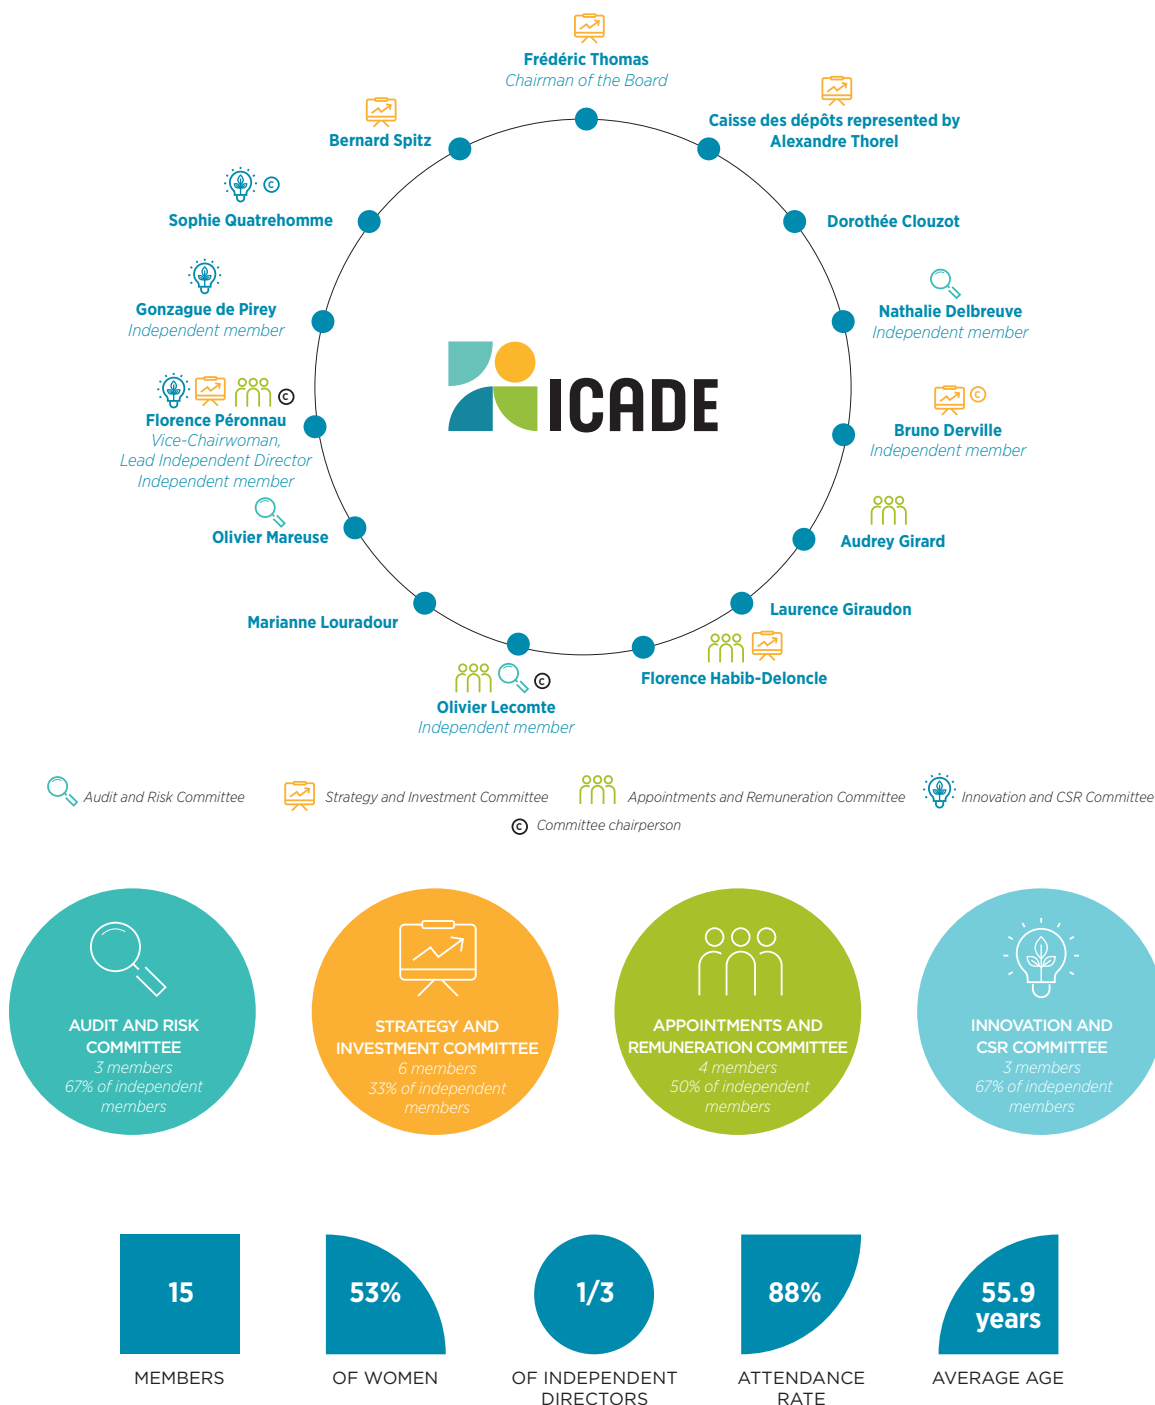 Frédéric Thomas
Chairman of the Board
Caisse des dépôts represented by
Alexandre Thorel
Bernard Spitz
C
Sophie Quatrehomme
Dorothée Clouzot
Gonzague de Pirey
Independent member
Nathalie Delbreuve
Independent member
ICADE
C
Florence Péronnau
Vice-Chairwoman,
Lead Independent Director
Independent member
C
Bruno Derville
Independent member
Olivier Mareuse
Audrey Girard
Marianne Louradour
Laurence Giraudon
C
Olivier Lecomte
Independent member
Florence Habib-Deloncle
Audit and Risk Committee
Strategy and Investment Committee
Appointments and Remuneration Committee
Innovation and CSR Committee
C Committee chairperson
AUDIT AND RISK
COMMITTEE
3 members
67% of independent
members
STRATEGY AND
INVESTMENT COMMITTEE
6 members
33% of independent
members
APPOINTMENTS AND
REMUNERATION COMMITTEE
4 members
50% of independent
members
INNOVATION AND
CSR COMMITTEE
3 members
67% of independent
members
15
MEMBERS
53%
OF WOMEN
1/3
OF INDEPENDENT
DIRECTORS
88%
ATTENDANCE
RATE
55.9
years
AVERAGE AGE